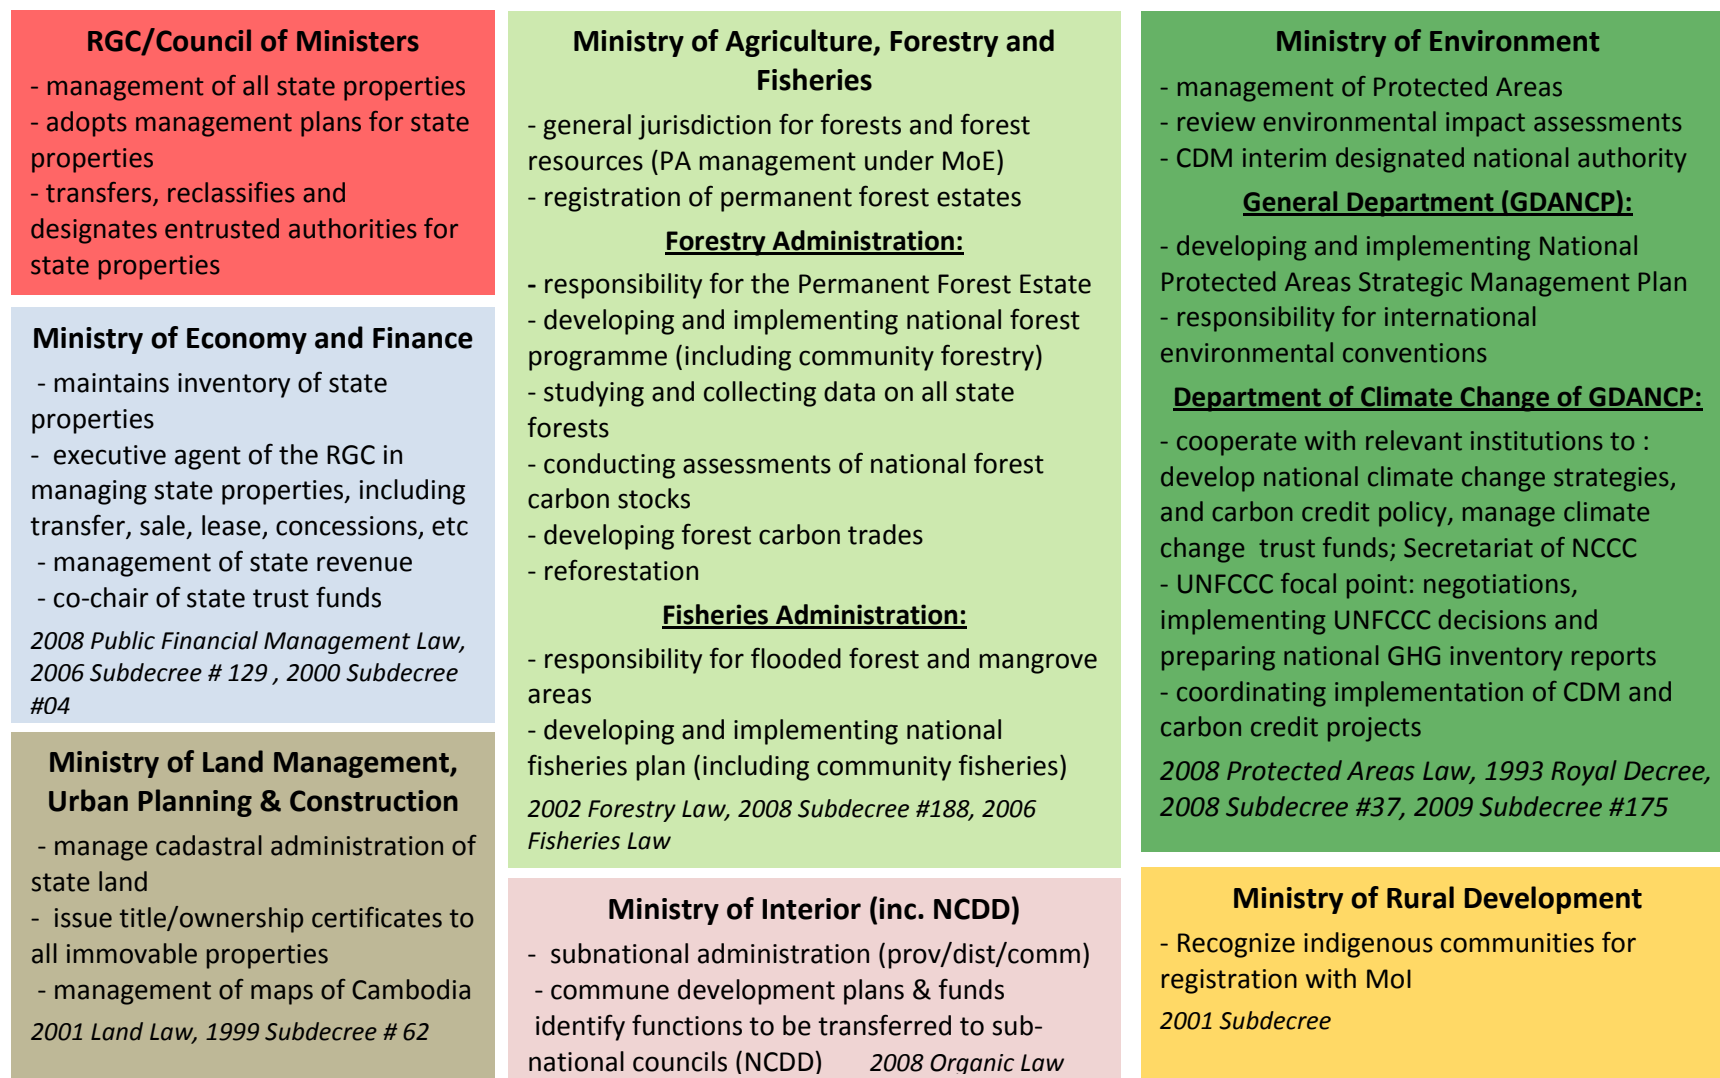 RGC/Council of Ministers
- management of all state properties
- adopts management plans for state
properties
- transfers, reclassifies and
designates entrusted authorities for
state properties
Ministry of Economy and Finance
- maintains inventory of state
properties
- executive agent of the RGC in
managing state properties, including
transfer, sale, lease, concessions, etc
- management of state revenue
- co-chair of state trust funds
2008 Public Financial Management Law,
2006 Subdecree # 129 , 2000 Subdecree
#04
Ministry of Land Management,
Urban Planning & Construction
- manage cadastral administration of
state land
- issue title/ownership certificates to
all immovable properties
- management of maps of Cambodia
2001 Land Law, 1999 Subdecree # 62
Ministry of Agriculture, Forestry and
Fisheries
- general jurisdiction for forests and forest
resources (PA management under MoE)
- registration of permanent forest estates
Forestry Administration:
- responsibility for the Permanent Forest Estate
- developing and implementing national forest
programme (including community forestry)
- studying and collecting data on all state
forests
- conducting assessments of national forest
carbon stocks
- developing forest carbon trades
- reforestation
Fisheries Administration:
- responsibility for flooded forest and mangrove
areas
- developing and implementing national
fisheries plan (including community fisheries)
2002 Forestry Law, 2008 Subdecree #188, 2006
Fisheries Law
Ministry of Interior (inc. NCDD)
- subnational administration (prov/dist/comm)
- commune development plans & funds
identify functions to be transferred to sub-
national councils (NCDD) 2008 Organic Law
Ministry of Environment
- management of Protected Areas
- review environmental impact assessments
- CDM interim designated national authority
General Department (GDANCP):
- developing and implementing National
Protected Areas Strategic Management Plan
- responsibility for international
environmental conventions
Department of Climate Change of GDANCP:
- cooperate with relevant institutions to :
develop national climate change strategies,
and carbon credit policy, manage climate
change trust funds; Secretariat of NCCC
- UNFCCC focal point: negotiations,
implementing UNFCCC decisions and
preparing national GHG inventory reports
- coordinating implementation of CDM and
carbon credit projects
2008 Protected Areas Law, 1993 Royal Decree,
2008 Subdecree #37, 2009 Subdecree #175
Ministry of Rural Development
- Recognize indigenous communities for
registration with MoI
2001 Subdecree